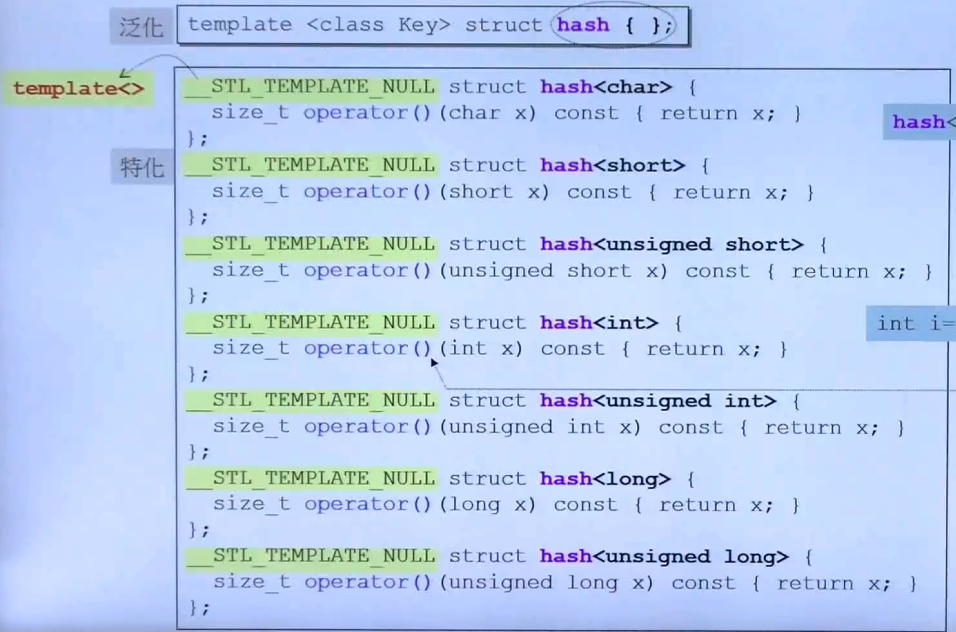 泛化
template <class Key> struct hash { };
template<>
__STL_TEMPLATE_NULL struct hash<char> {
size_t operator()(char x) const { return x; }
};
hash<
特化
__STL_TEMPLATE_NULL struct hash<short> {
size_t operator()(short x) const { return x; }
};
__STL_TEMPLATE_NULL struct hash<unsigned short> {
size_t operator()(unsigned short x) const { return x; }
};
__STL_TEMPLATE_NULL struct hash<int> {
int i=
size_t operator()(int x) const { return x; }
};
__STL_TEMPLATE_NULL struct hash<unsigned int> {
size_t operator()(unsigned int x) const { return x; }
};
__STL_TEMPLATE_NULL struct hash<long> {
size_t operator()(long x) const { return x; }
};
__STL_TEMPLATE_NULL struct hash<unsigned long> {
size_t operator()(unsigned long x) const { return x; }
};